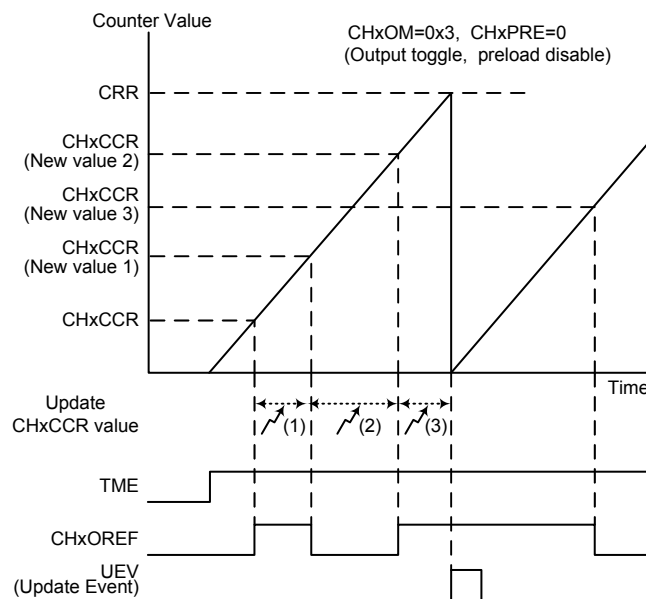 Counter Value
CHxOM=0x3, CHxPRE=0
(Output toggle, preload disable)
CRR
CHxCCR
(New value 2)
CHxCCR
(New value 3)
CHxCCR
(New value 1)
CHxCCR
Time
Update
CHxCCR value
(1)
(2)
(3)
TME
CHxOREF
UEV
(Update Event)